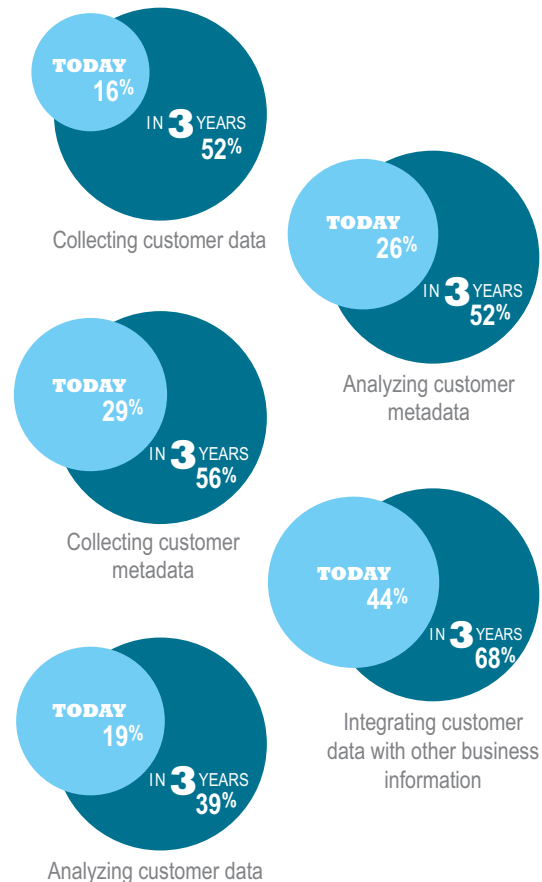 TODAY
16%
IN 3 YEARS
52%
Collecting customer data
TODAY
26%
IN 3 YEARS
52%
Analyzing customer
metadata
TODAY
29%
IN 3 YEARS
56%
Collecting customer
metadata
TODAY
44%
IN 3 YEARS
68%
Integrating customer
data with other business
information
TODAY
19%
IN 3 YEARS
39%
Analyzing customer data